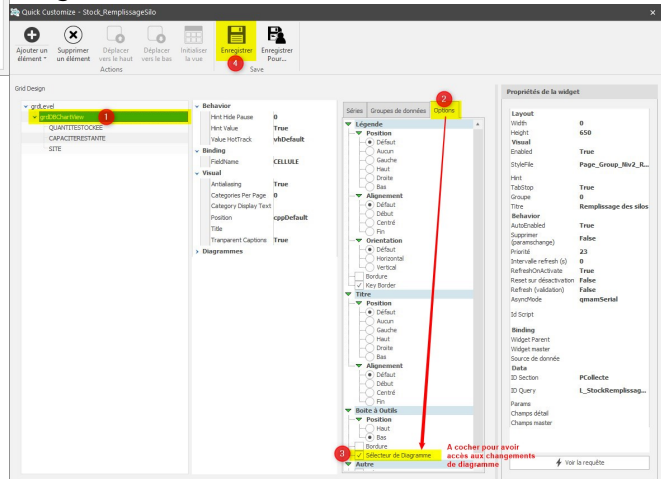 Quick Customize - Stock_RemplissageSilo
Ajouter un élément
Supprimer un élément
Déplacer vers le haut
Déplacer vers le bas
Initialiser la vue
Enregistrer
Enregistrer Pour...
4
Actions
Save
Grid Design
grdLevel
grdDBChartView
1
QUANTITESTOCKÉE
CAPACITERESTANTE
SITE
Behavior
Hint Hide Pause 0
Hint Value True
Value HotTrack vhDefault
Binding
FieldName CELLULE
Visual
Antialiasing True
Categories Per Page 0
Category Display Text
Position cppDefault
Title
Tranparent Captions True
Diagrammes
2
Séries
Groupes de données
Options
Légende
Position
Défaut
Aucun
Gauche
Haut
Droite
Bas
Alignement
Défaut
Début
Centré
Fin
Orientation
Défaut
Horizontal
Vertical
Bordure
Key Border
Titre
Position
Défaut
Aucun
Gauche
Haut
Droite
Bas
Alignement
Défaut
Début
Centré
Fin
Boite à Outils
Position
Haut
Bas
Bordure
3
Sélecteur de Diagramme
Autre
A cocher pour avoir
accès aux changements
de diagramme
Propriétés de la widget
Layout
Width 0
Height 650
Visual
Enabled True
StyleFile Page_Group_Niv2_R...
Hint
TabStop True
Groupe 0
Titre Remplissage des silos
Behavior
AutoEnabled True
Supprimer (paramschange) False
Priorité 23
Intervalle refresh (s) 0
RefreshOnActivate True
Reset sur désactivation False
Refresh (validation) False
AsyncMode qmamSerial
Id Script
Binding
Widget Parent
Widget master
Source de donnée
Data
ID Section PCollecte
ID Query L_StockRemplissag...
Params
Champs détail
Champs master
Voir la requête